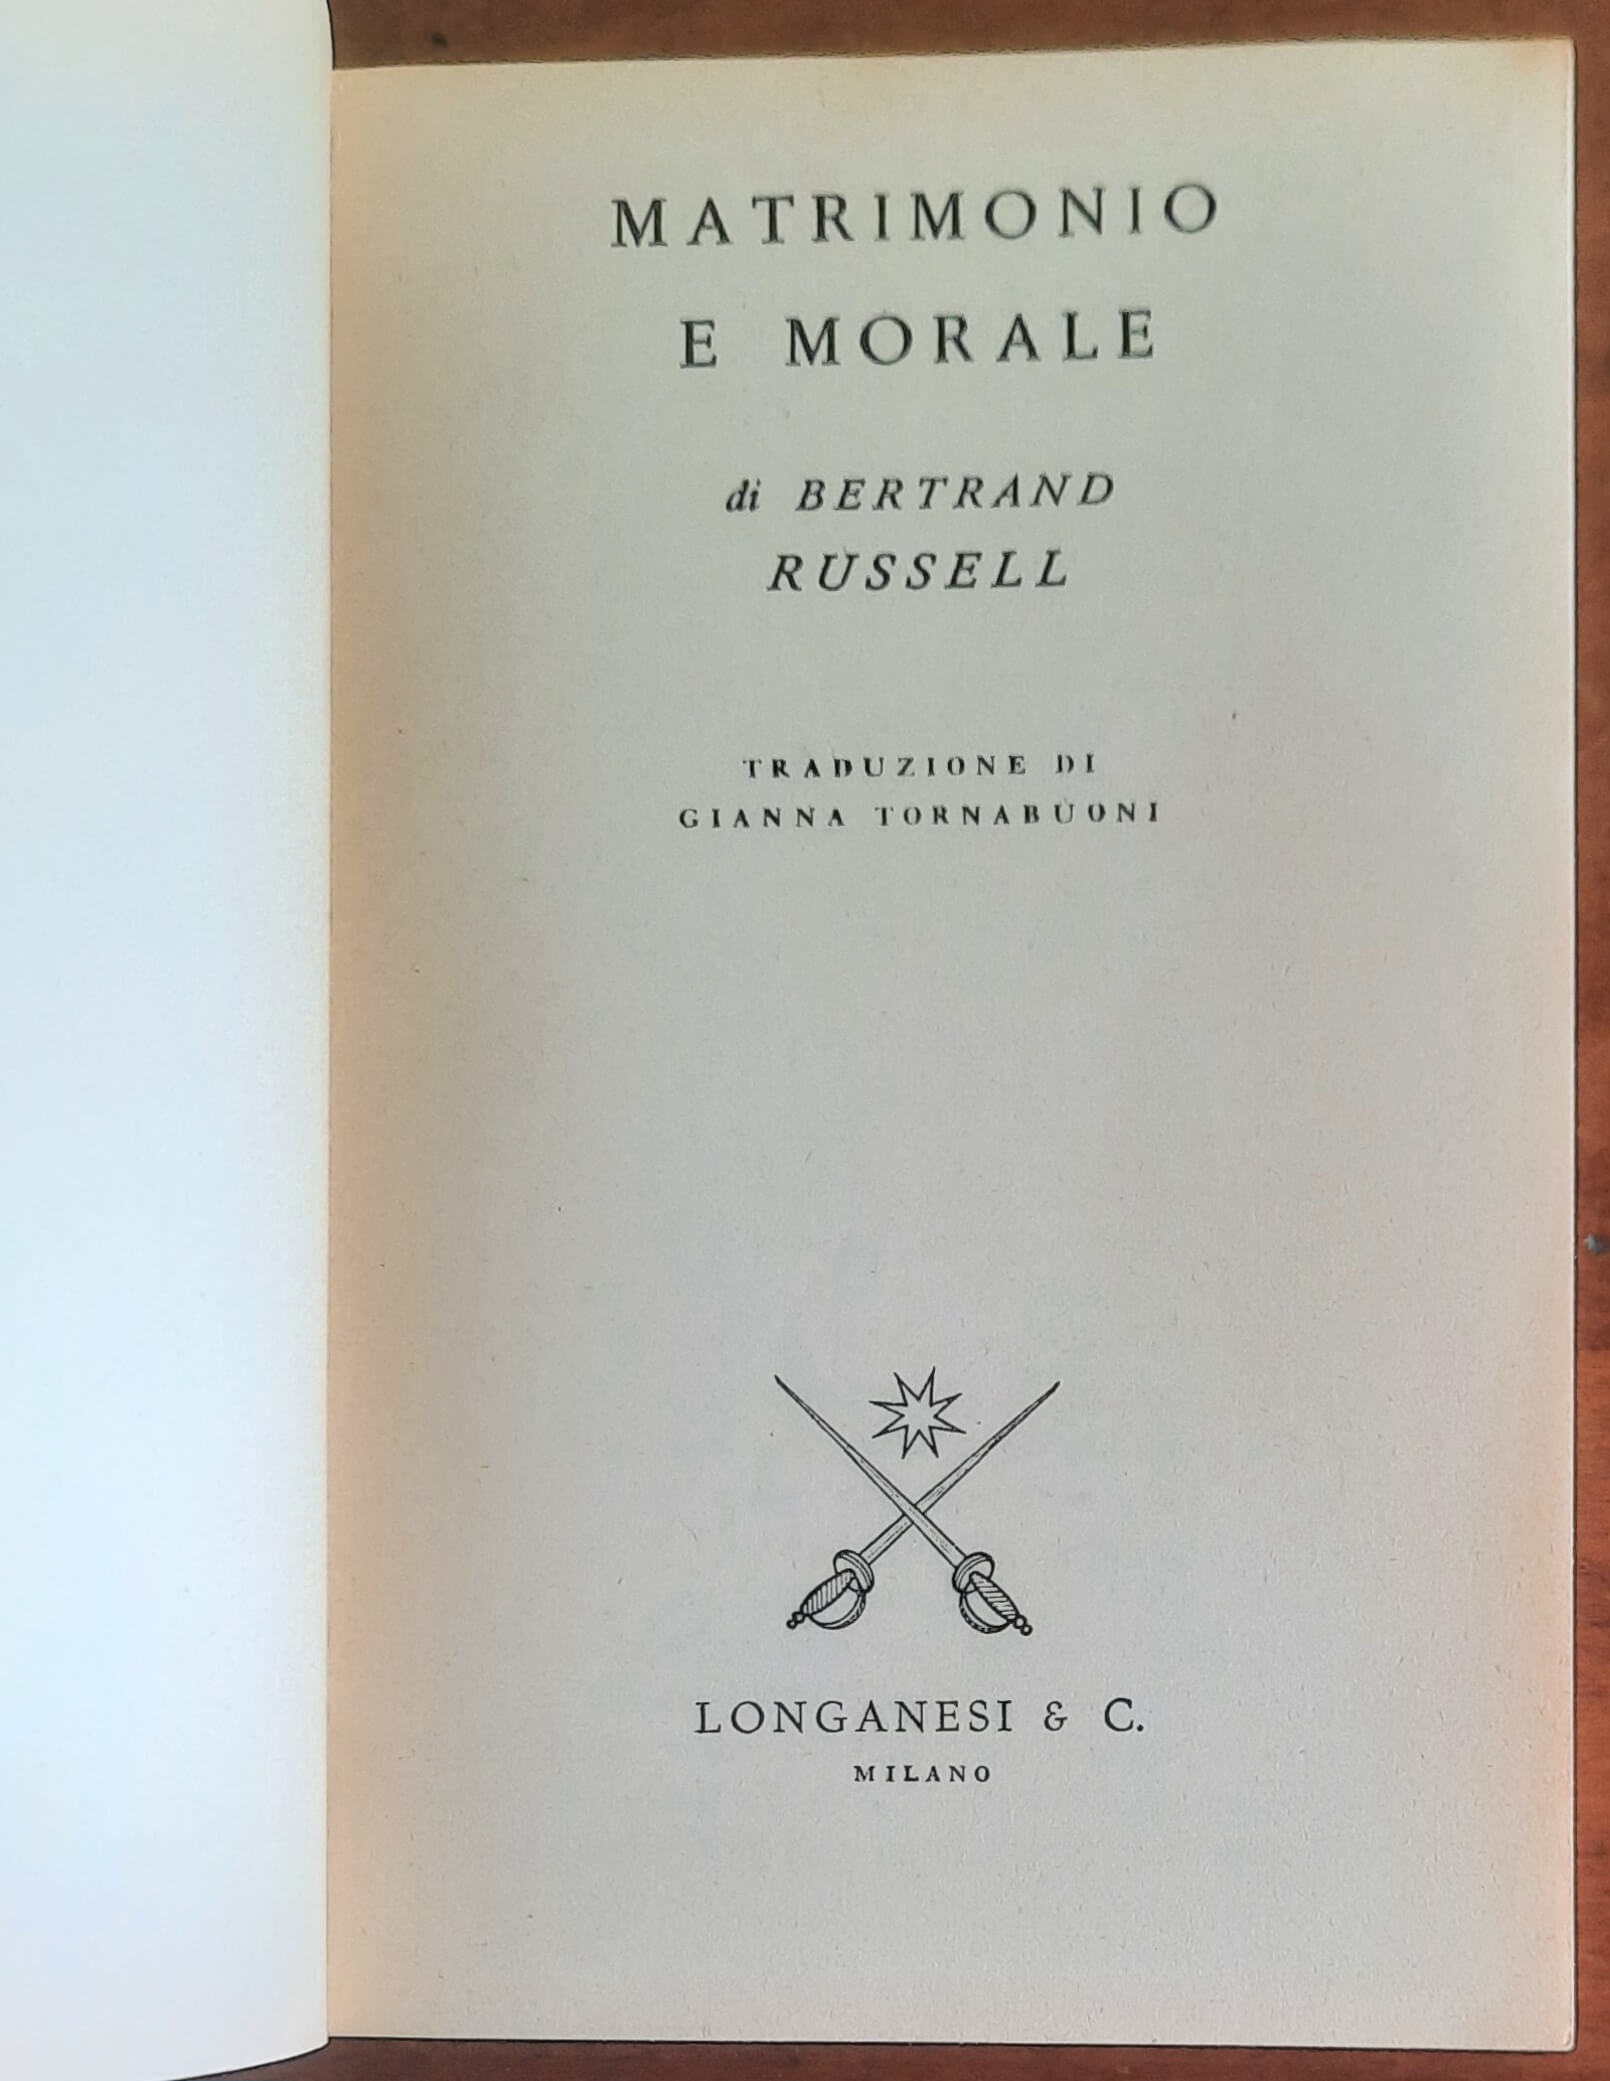 MATRIMONIO
E MORALE
di BERTRAND
RUSSELL
TRADUZIONE DI
GIANNA TORNABUONI
LONGANESI & C.
MILANO